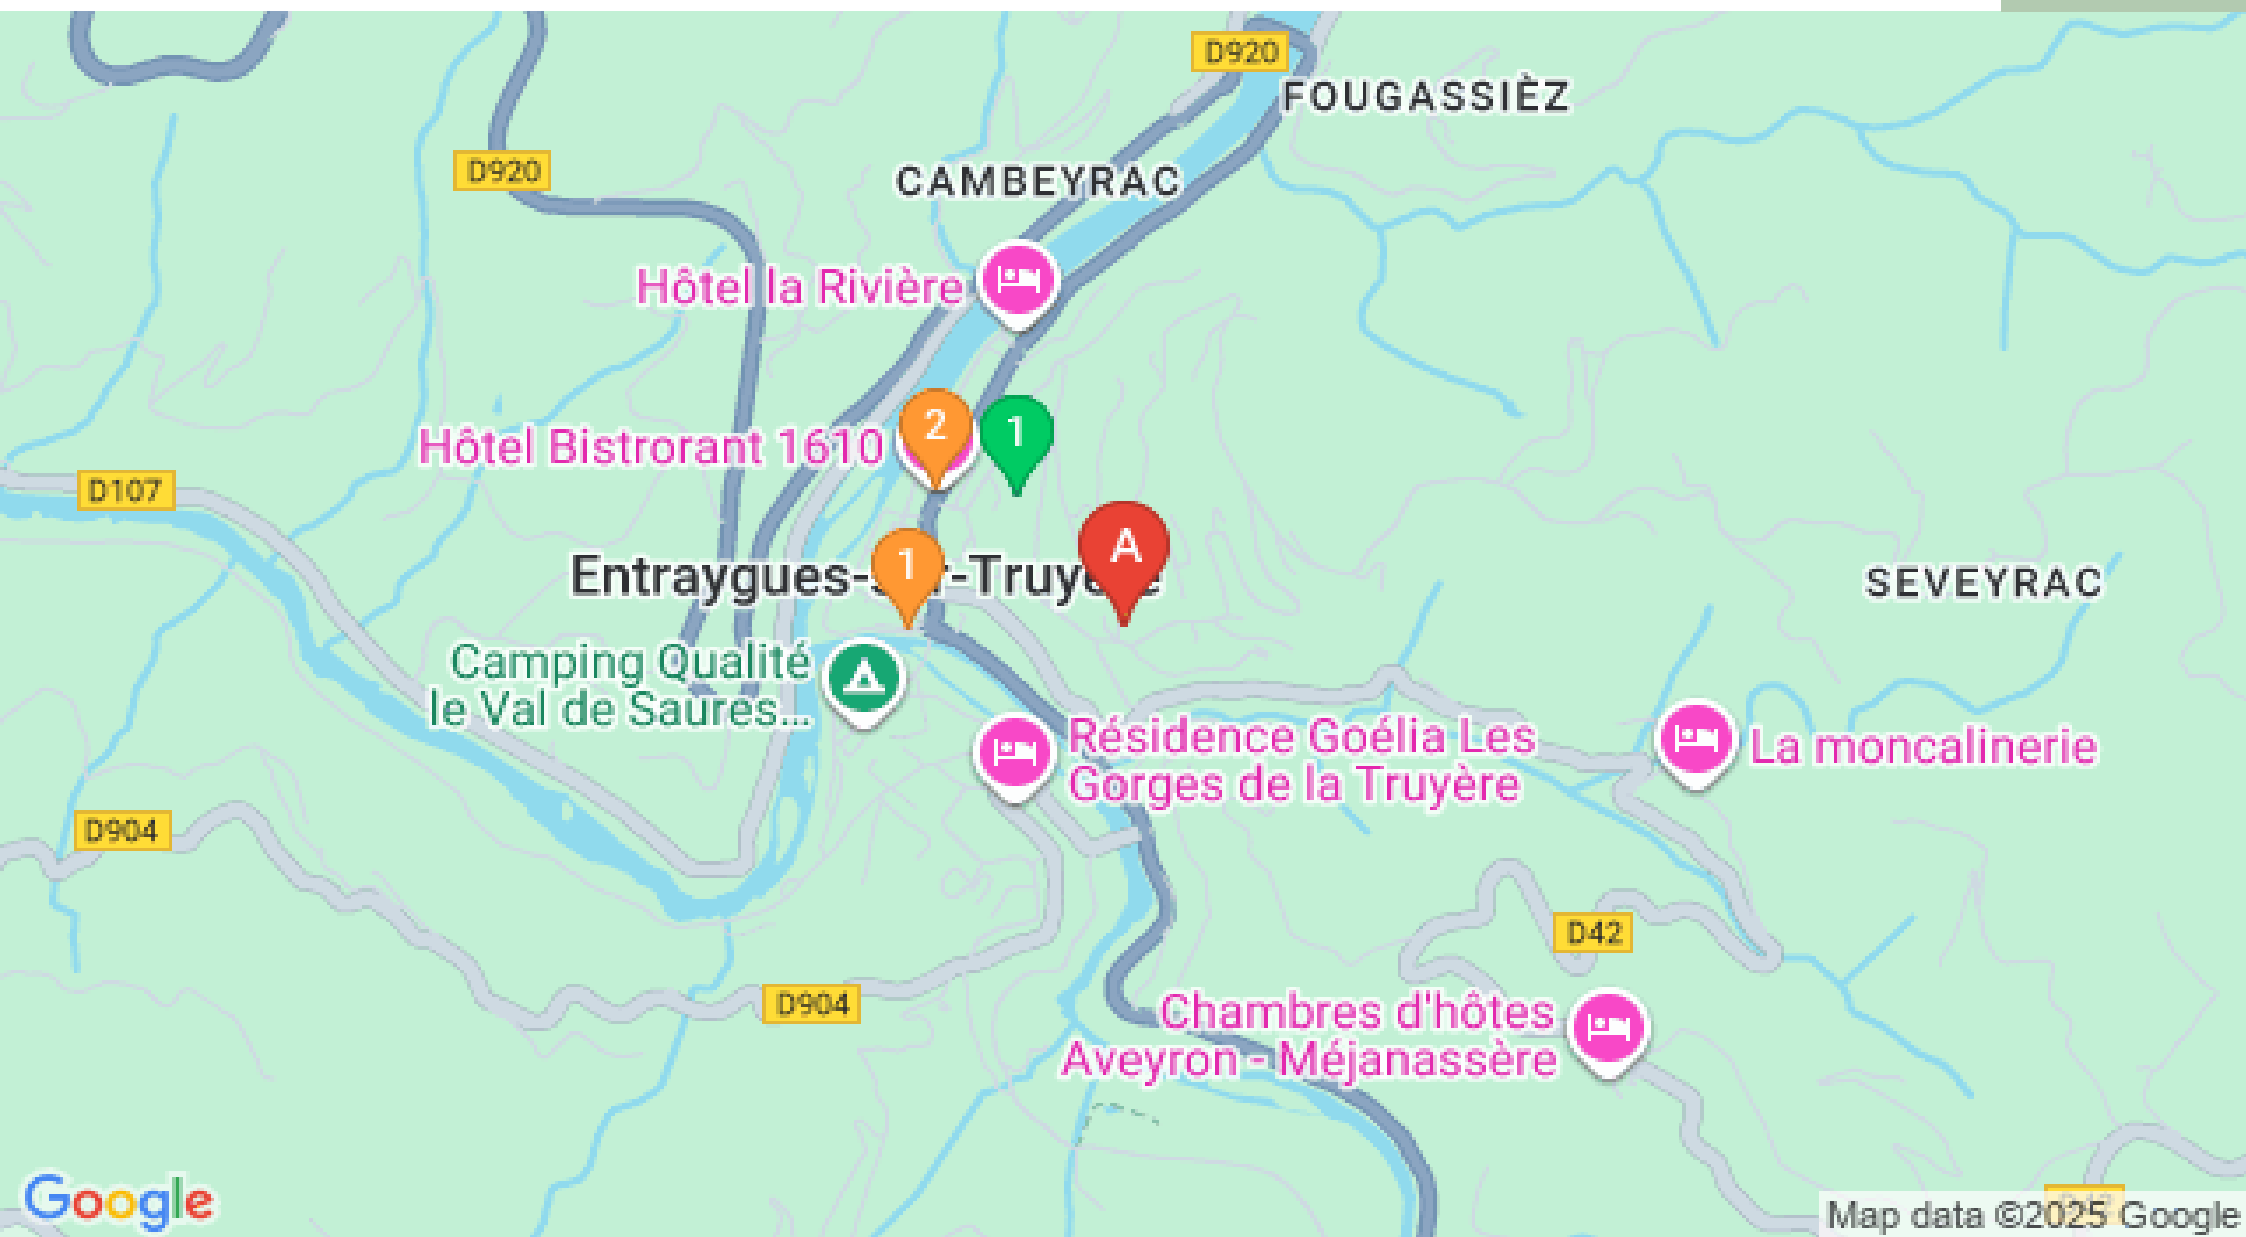 D920
FOUGASSIÈZ
D920
CAMBEYRAC
Hôtel la Rivière
2
1
Hôtel Bistrorant 1610
D107
A
1
SEVEYRAC
Camping Qualité
le Val de Saures...
Résidence Goélia Les
Gorges de la Truyère
La moncalinerie
D904
D42
D904
Chambres d'hôtes
Aveyron - Méjanassère
Google
Map data ©2025 Google